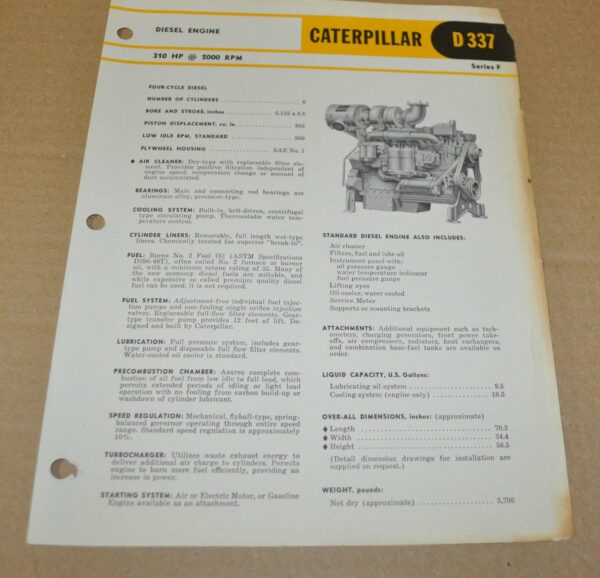 DIESEL ENGINE
CATERPILLAR
D337
310 HP @ 2000 RPM
Series F
FOUR-CYCLE DIESEL
NUMBER OF CYLINDERS 6
BORE AND STROKE, inches 5.125 x 6.5
PISTON DISPLACEMENT, cu. in. 805
LOW IDLE RPM, STANDARD 500
FLYWHEEL HOUSING SAE No. 1
♦ AIR CLEANER: Dry-type with replaceable filter ele-
ment. Provides positive filtration independent of
engine speed, temperature change or amount of
dust accumulated.
BEARINGS: Main and connecting rod bearings are
aluminum alloy, precision-type.
COOLING SYSTEM: Built-in, belt-driven, centrifugal
type circulating pump. Thermostatic water tem-
perature control.
CYLINDER LINERS: Removable, full length wet-type
liners. Chemically treated for superior "break-in".
FUEL: Burns No. 2 Fuel Oil (ASTM Specifications
D396-48T), often called No. 2 furnace or burner
oil, with a minimum cetane rating of 35. Many of
the new economy diesel fuels are suitable, and
while expensive so called premium quality diesel
fuel can be used, it is not required.
FUEL SYSTEM: Adjustment-free individual fuel injec-
tion pumps and non-fouling single orifice injection
valves. Replaceable full-flow filter elements. Gear-
type transfer pump provides 12 feet of lift. De-
signed and built by Caterpillar.
LUBRICATION: Full pressure system, includes gear-
type pump and disposable full flow filter elements.
Water-cooled oil cooler is standard.
PRECOMBUSTION CHAMBER: Assures complete com-
bustion of all fuel from low idle to full load, which
permits extended periods of idling or light load
operation with no fouling from carbon build-up or
washdown of cylinder lubricant.
SPEED REGULATION: Mechanical, flyball-type, spring-
balanced governor operating through entire speed
range. Standard speed regulation is approximately
10%.
TURBOCHARGER: Utilizes waste exhaust energy to
deliver additional air charge to cylinders. Permits
engine to burn more fuel efficiently, providing an
increase in power.
STARTING SYSTEM: Air or Electric Motor, or Gasoline
Engine available as an attachment.
STANDARD DIESEL ENGINE ALSO INCLUDES:
Air cleaner
Filters, fuel and lube oil
Instrument panel with:
oil pressure gauge
water temperature indicator
fuel pressure gauge
Lifting eyes
Oil cooler, water cooled
Service Meter
Supports or mounting brackets
ATTACHMENTS: Additional equipment such as tach-
ometers, charging generators, front power take-
offs, air compressors, radiators, heat exchangers,
and combination base-fuel tanks are available on
order.
LIQUID CAPACITY, U.S. Gallons:
Lubricating oil system 9.5
Cooling system (engine only) 10.5
OVER-ALL DIMENSIONS, inches: (approximate)
♦ Length 70.3
♦ Width 34.4
♦ Height 56.5
(Detail dimension drawings for installation are
supplied on request.)
WEIGHT, pounds:
Net dry (approximate) 3,700